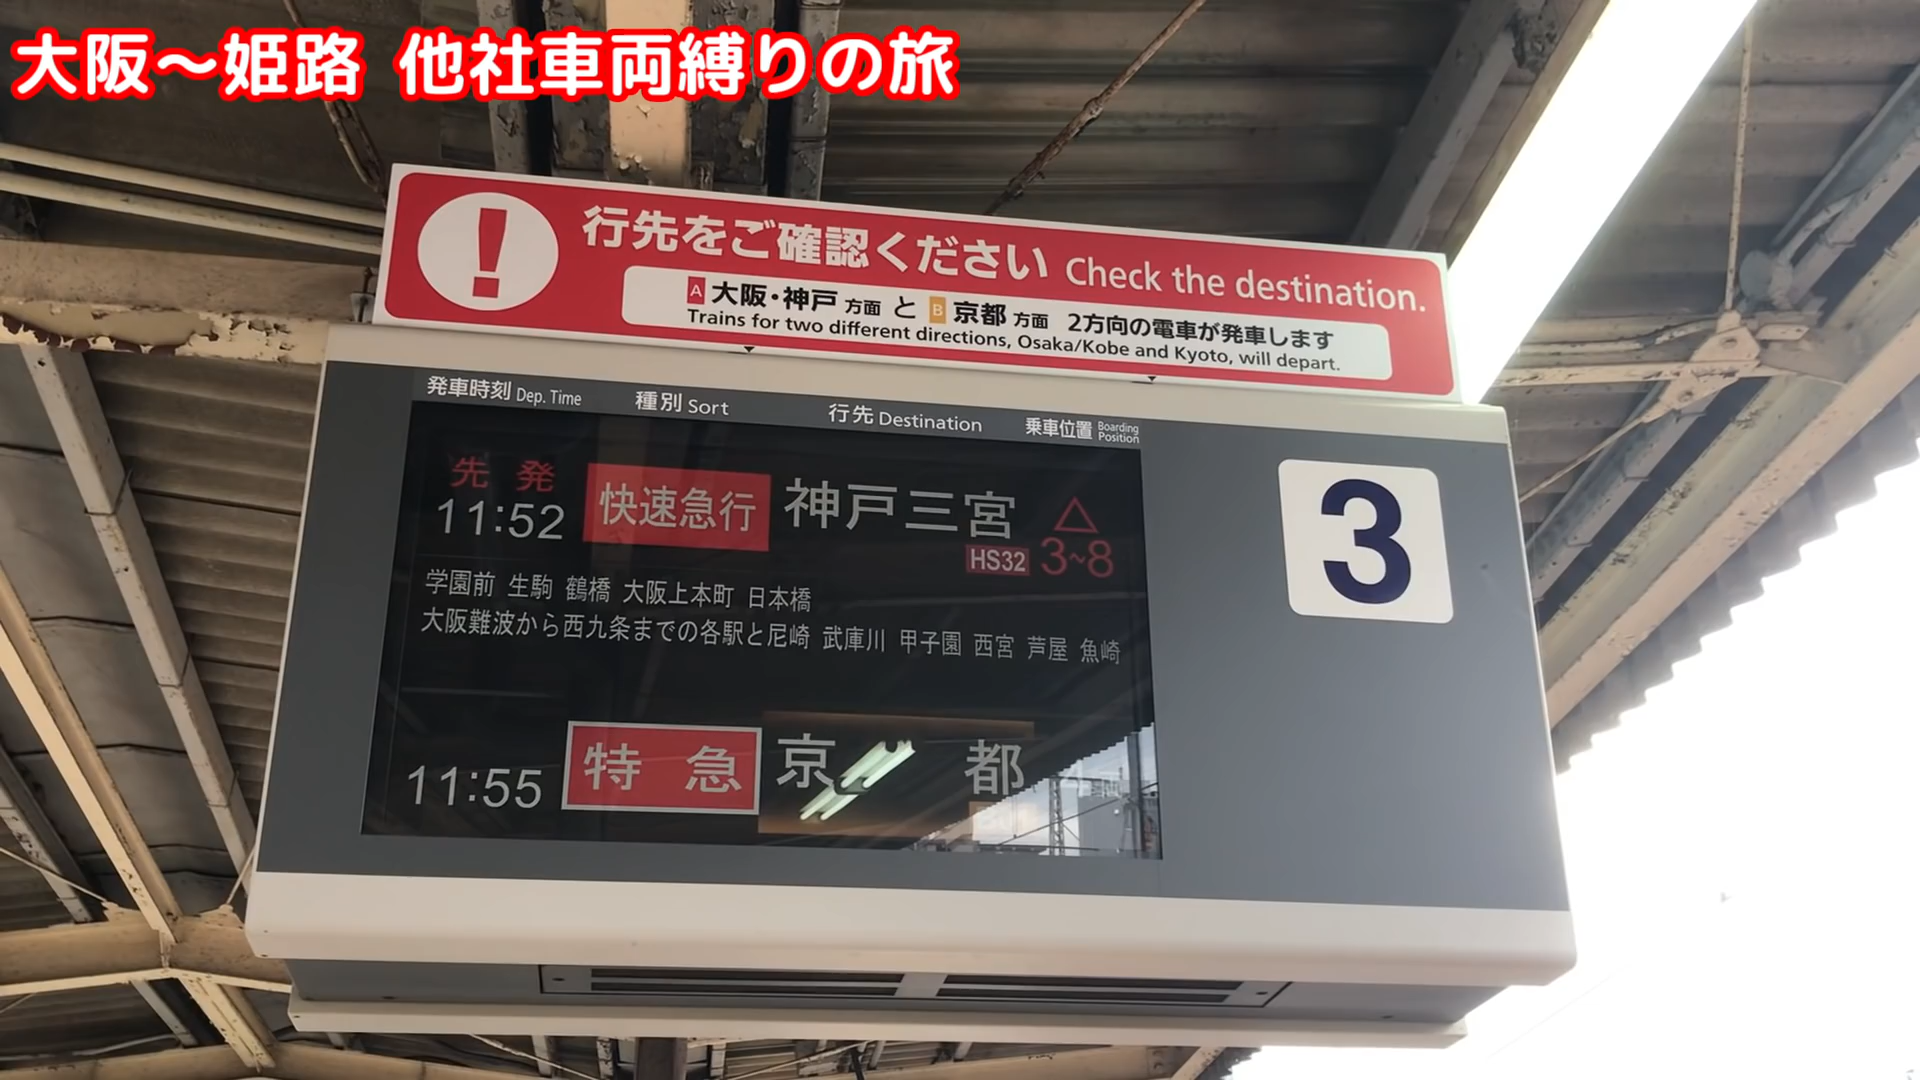 大阪～姫路 他社車両縛りの旅
! 行先をご確認ください Check the destination.
A 大阪・神戸 方面 と B 京都 方面 2方向の電車が発車します
Trains for two different directions, Osaka/Kobe and Kyoto, will depart.
発車時刻 Dep. Time 種別 Sort 行先 Destination 乗車位置 Boarding Position
先発
11:52 快速急行 神戸三宮 △
HS32 3~8
3
学園前 生駒 鶴橋 大阪上本町 日本橋
大阪難波から西九条までの各駅と尼崎 武庫川 甲子園 西宮 芦屋 魚崎
11:55 特急 京都